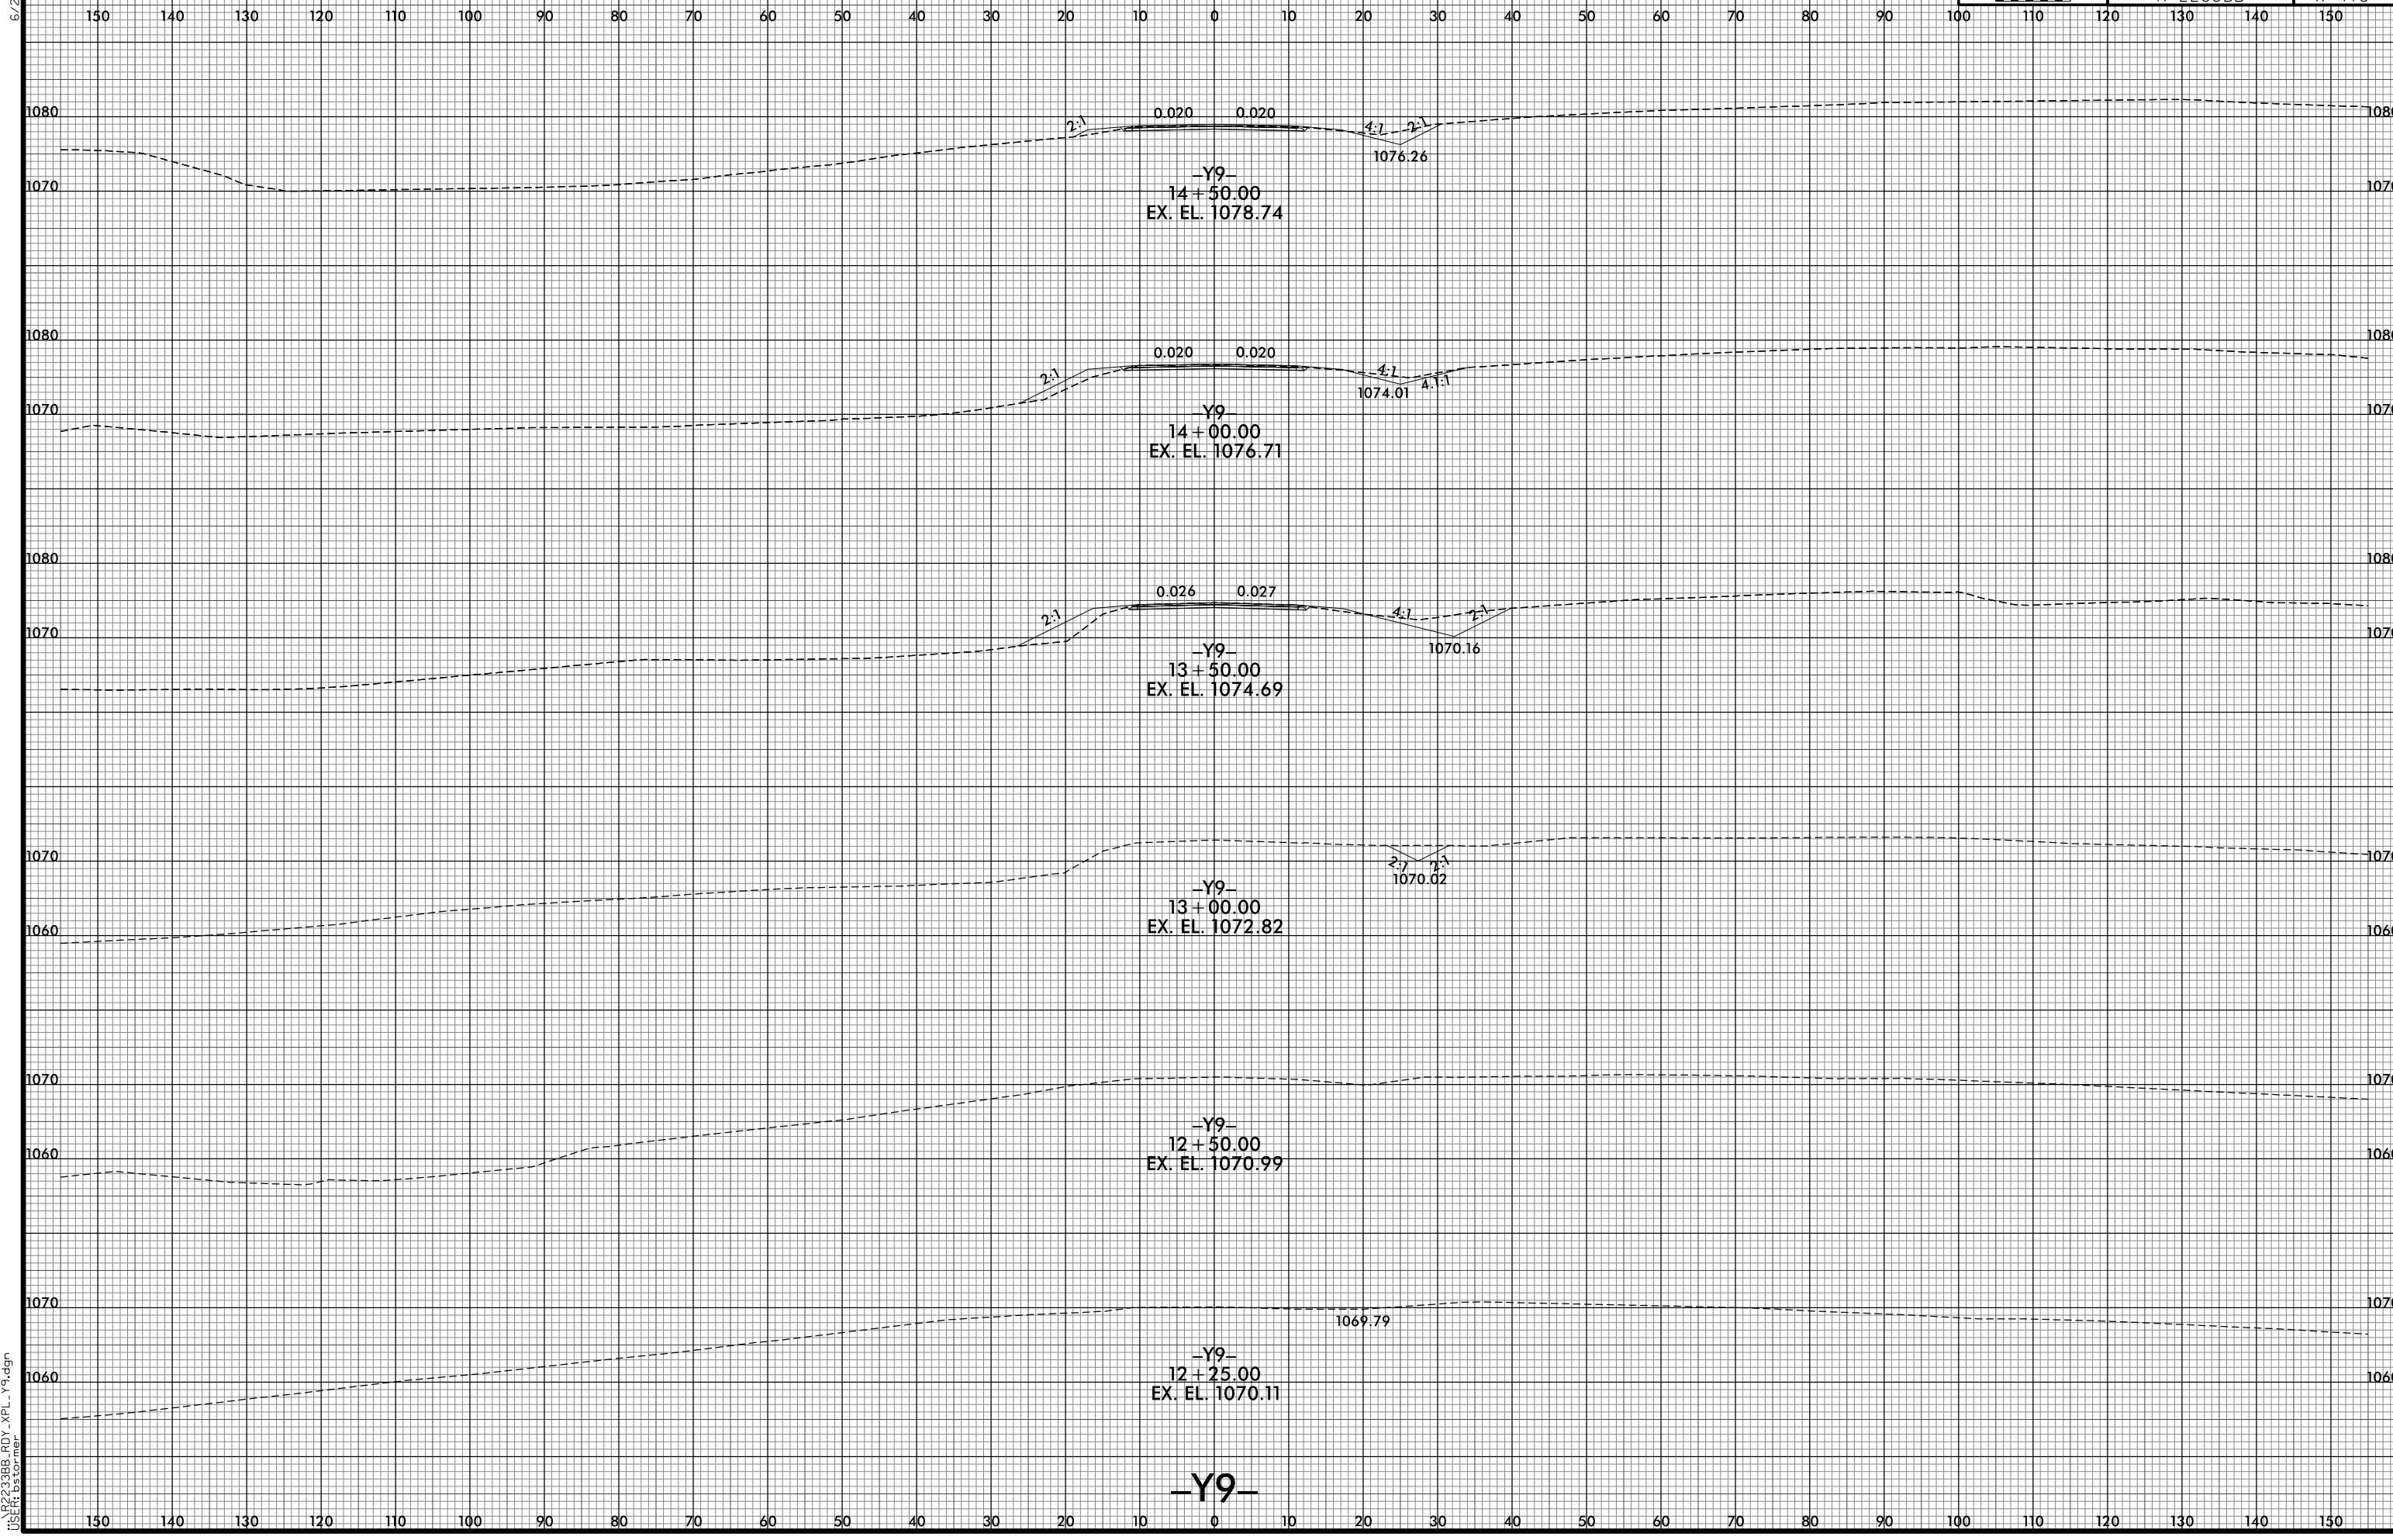 150 140 130 120 110 100 90 80 70 60 50 40 30 20 10 0 10 20 30 40 50 60 70 80 90 100 110 120 130 140 150
1080 0.020 0.020
2:1 4:1 2:1
1076.26
1070
–Y9–
14+50.00
EX. EL. 1078.74
1080
0.020 0.020
2:1 4:1 4.1:1
1074.01
1070
–Y9–
14+00.00
EX. EL. 1076.71
1080
0.026 0.027
2:1 4:1 2:1
1070
1070.16
–Y9–
13+50.00
EX. EL. 1074.69
1070
2:1 2:1
1070.02
–Y9–
13+00.00
1060
EX. EL. 1072.82
1070
–Y9–
12+50.00
1060
EX. EL. 1070.99
1070
1069.79
–Y9–
12+25.00
1060
EX. EL. 1070.11
–Y9–
150 140 130 120 110 100 90 80 70 60 50 40 30 20 10 0 10 20 30 40 50 60 70 80 90 100 110 120 130 140 150
...\R2233BB_RDY_XPL_Y9.dgn
USER: bstormer